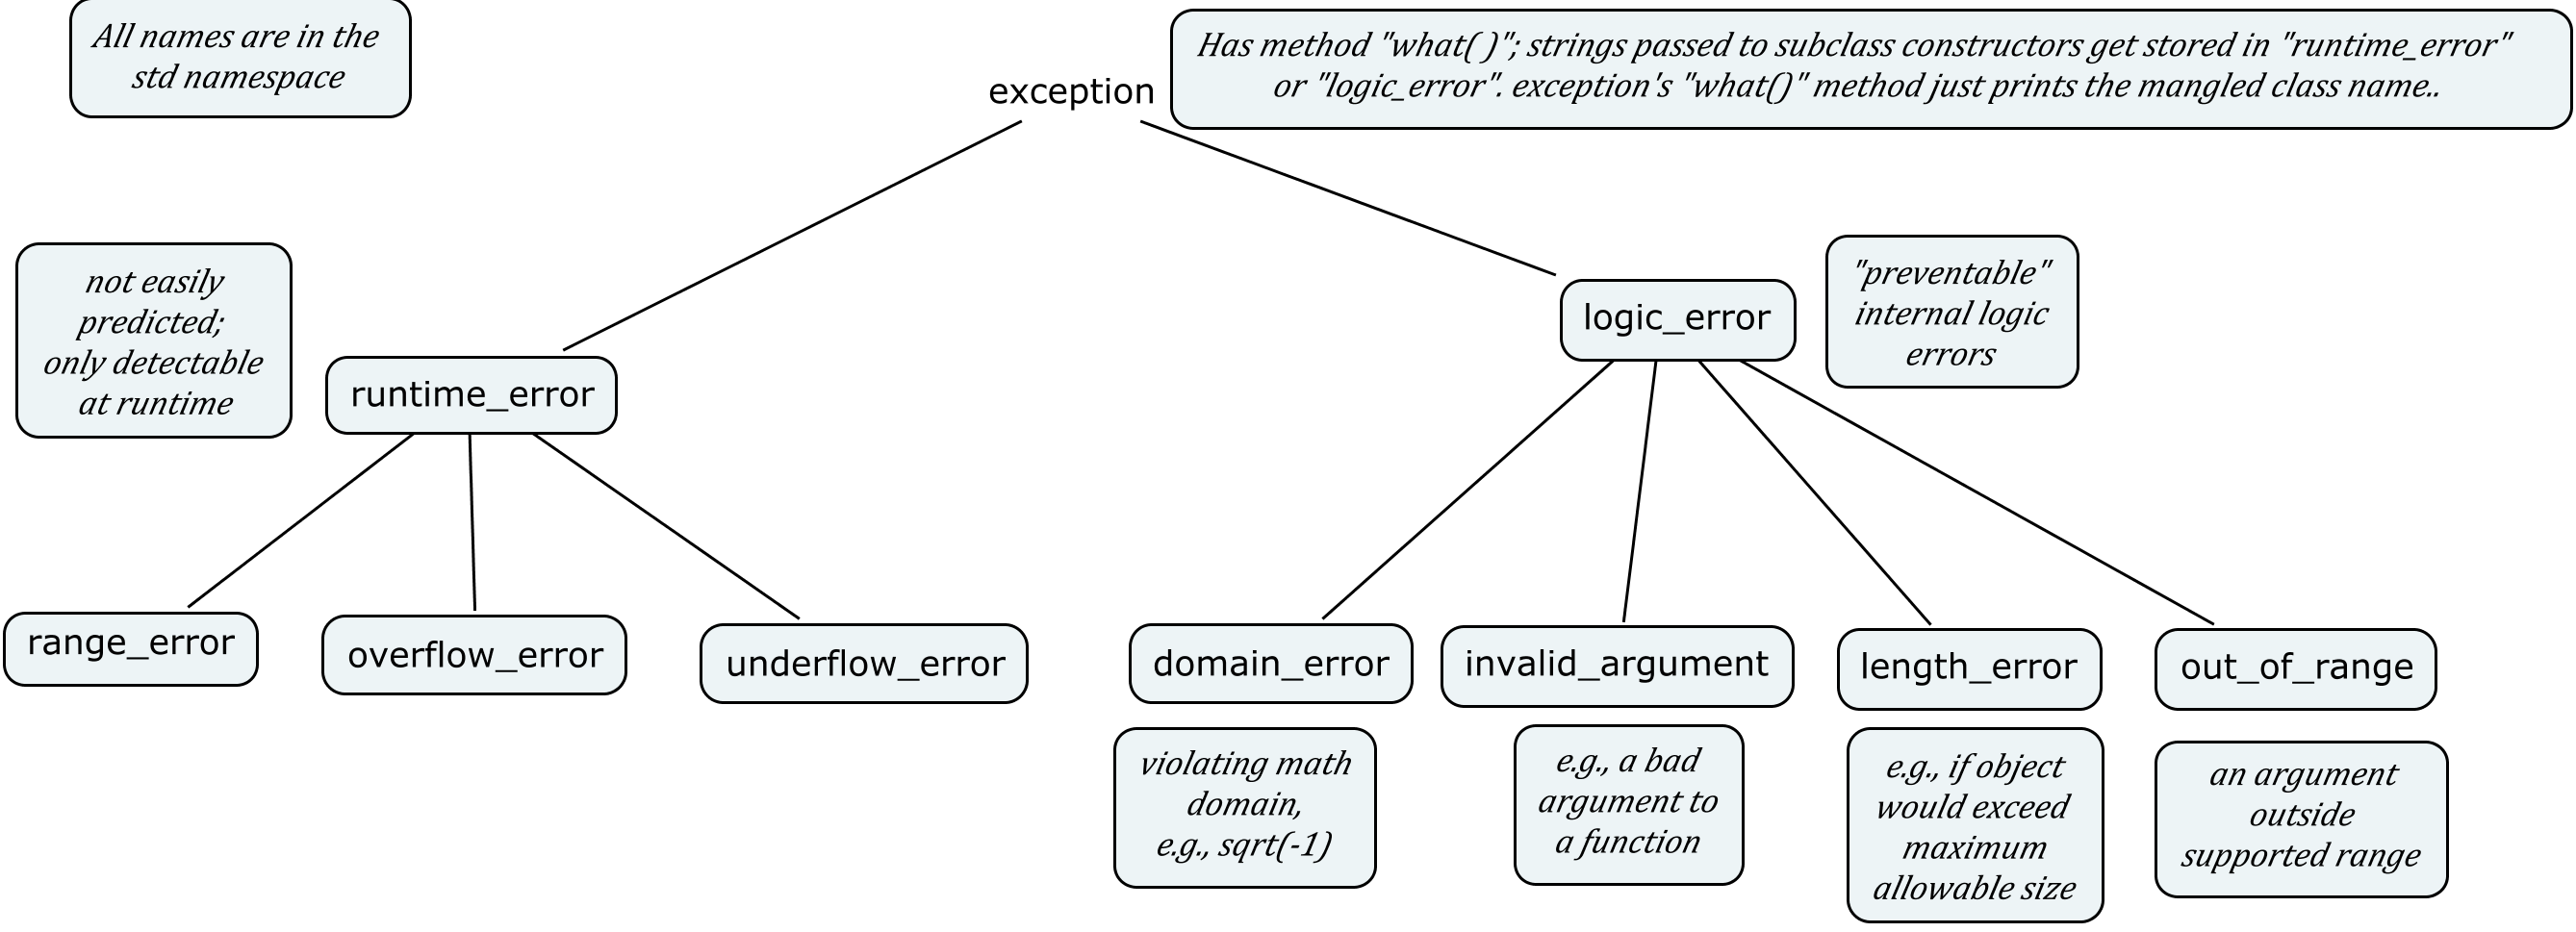 All names are in the
std namespace
exception
Has method "what( )"; strings passed to subclass constructors get stored in "runtime_error"
or "logic_error". exception's "what()" method just prints the mangled class name..
not easily
predicted;
only detectable
at runtime
runtime_error
logic_error
"preventable"
internal logic
errors
range_error
overflow_error
underflow_error
domain_error
invalid_argument
length_error
out_of_range
violating math
domain,
e.g., sqrt(-1)
e.g., a bad
argument to
a function
e.g., if object
would exceed
maximum
allowable size
an argument
outside
supported range